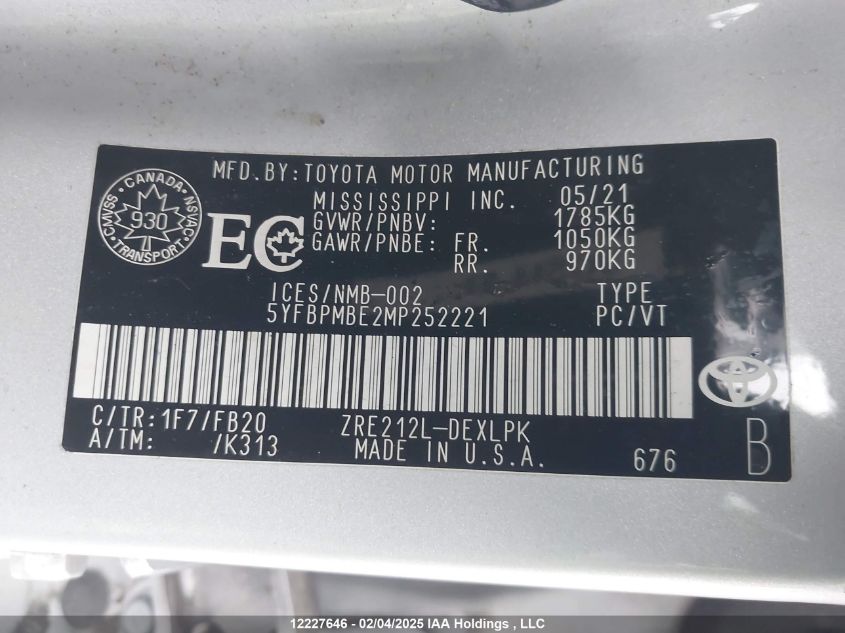 MFD.BY: TOYOTA MOTOR MANUFACTURING
MISSISSIPPI INC. 05/21
GVWR/PNBV: 1785KG
GAWR/PNBE: FR. 1050KG
RR. 970KG
CANADA
CMVSS · NSVAC
930
TRANSPORT
EC
ICES/NMB-002 TYPE
5YFBPMBE2MP252221 PC/VT
C/TR: 1F7/FB20 ZRE212L-DEXLPK
A/TM: /K313 MADE IN U.S.A. 676 B
12227646 - 02/04/2025 IAA Holdings , LLC